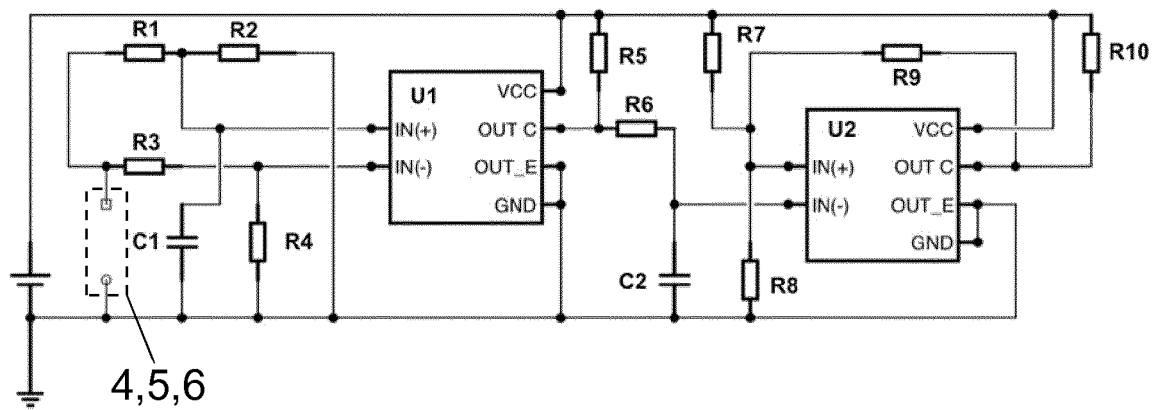 R1 R2 R5 R7 R9 R10
U1 VCC R6 U2 VCC
IN(+) OUT C IN(+) OUT C
R3 IN(-) OUT_E IN(-) OUT_E
GND GND
C1 R4 C2 R8
4,5,6